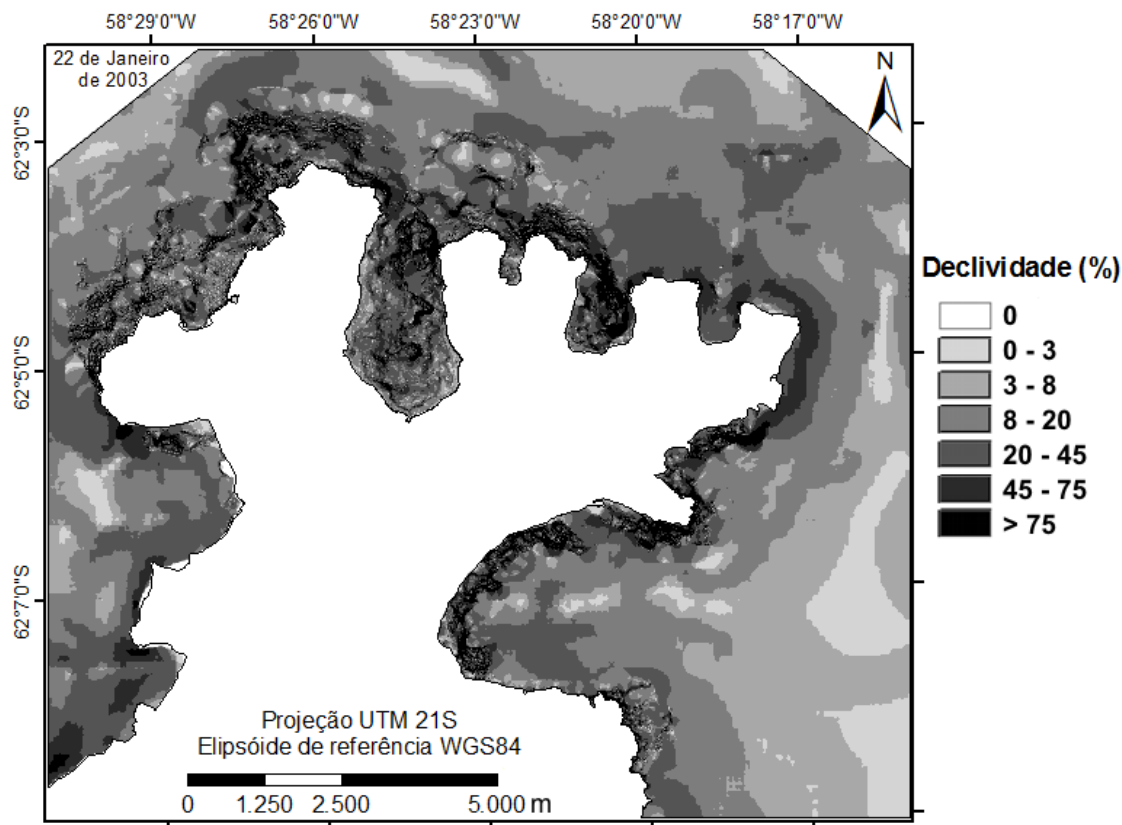 58°29'0"W
58°26'0"W
58°23'0"W
58°20'0"W
58°17'0"W
22 de Janeiro
de 2003
N
62°3'0"S
62°5'0"S
62°7'0"S
Declividade (%)
0
0 - 3
3 - 8
8 - 20
20 - 45
45 - 75
> 75
Projeção UTM 21S
Elipsóide de referência WGS84
0 1.250 2.500 5.000 m